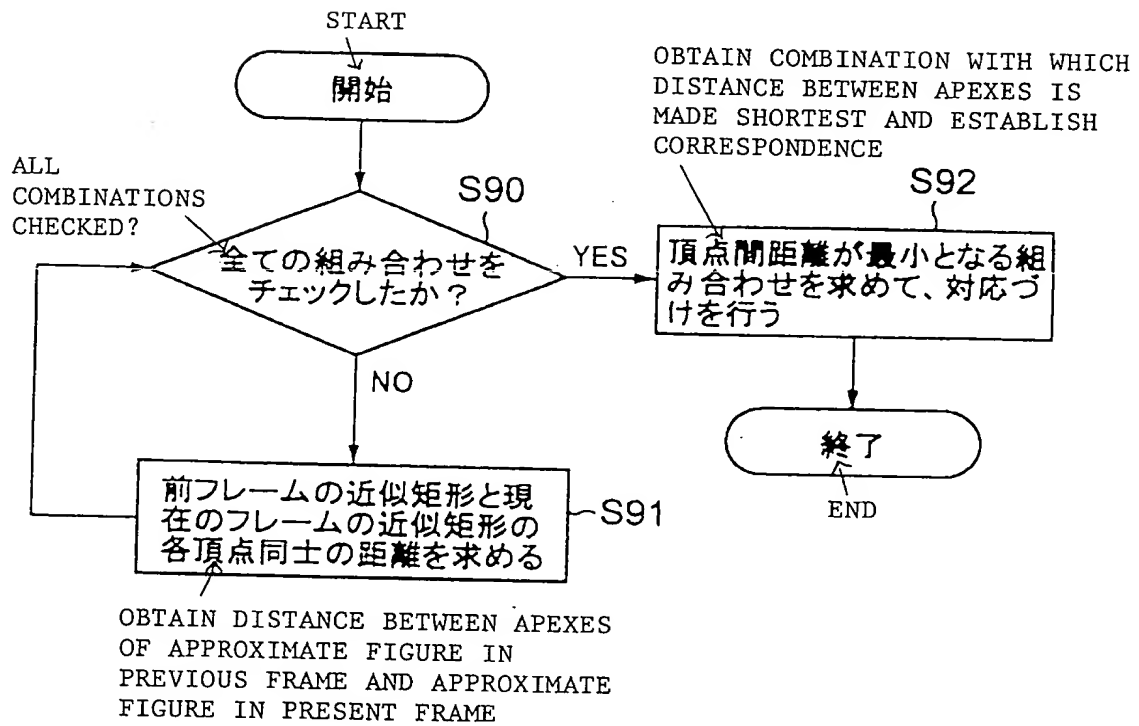 START
開始
OBTAIN COMBINATION WITH WHICH
DISTANCE BETWEEN APEXES IS
MADE SHORTEST AND ESTABLISH
CORRESPONDENCE
ALL
COMBINATIONS
CHECKED?
S90
全ての組み合わせを
チェックしたか?
YES
S92
頂点間距離が最小となる組
み合わせを求めて、対応づ
けを行う
NO
終了
END
前フレームの近似矩形と現
在のフレームの近似矩形の
各頂点同士の距離を求める
S91
OBTAIN DISTANCE BETWEEN APEXES
OF APPROXIMATE FIGURE IN
PREVIOUS FRAME AND APPROXIMATE
FIGURE IN PRESENT FRAME